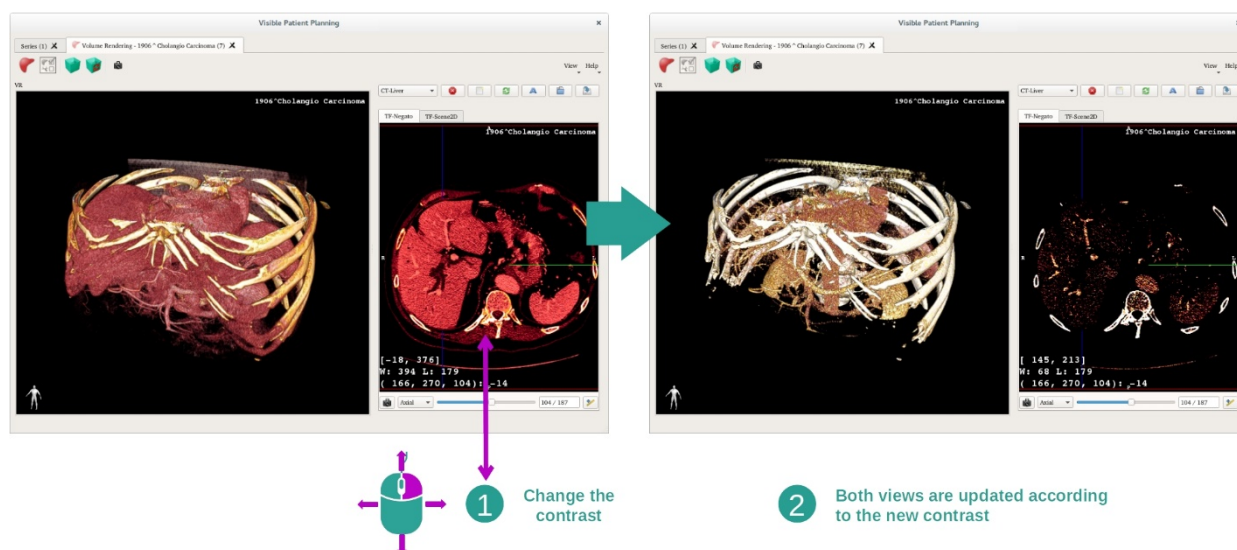 Visible Patient Planning
Series (1) Volume Rendering - 1906 ^ Cholangio Carcinoma (7)
View Help
VR
1906^Cholangio Carcinoma
CT-Liver
TF-Negato TF-Scene2D
1906^Cholangio Carcinoma
[-18, 376]
W: 394 L: 179
( 166, 270, 104): -14
Axial 104 / 187
Visible Patient Planning
Series (1) Volume Rendering - 1906 ^ Cholangio Carcinoma (7)
View Help
VR
1906^Cholangio Carcinoma
CT-Liver
TF-Negato TF-Scene2D
1906^Cholangio Carcinoma
[ 145, 213]
W: 68 L: 179
( 166, 270, 104): -14
Axial 104 / 187
1 Change the
contrast
2 Both views are updated according
to the new contrast